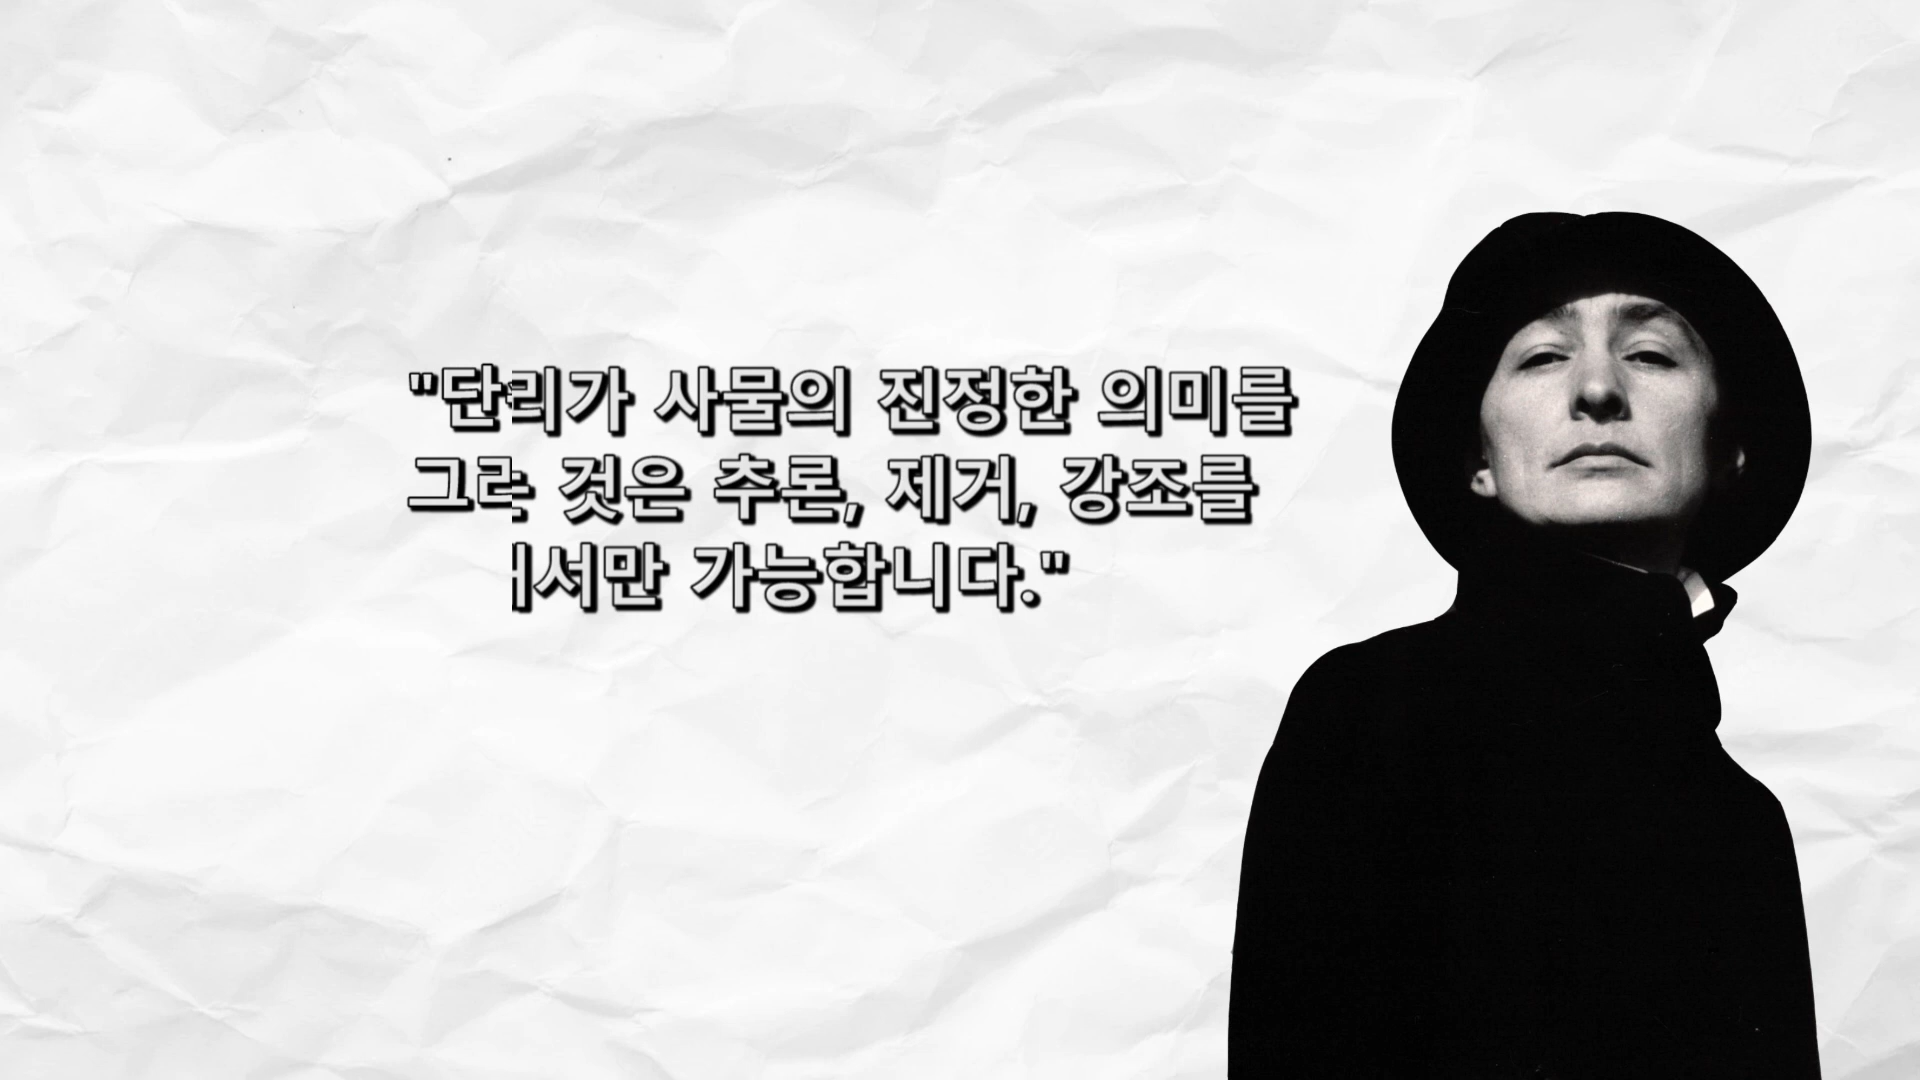 사물의 진정한 의미를
것은 추론, 제거, 강조를
가능합니다."